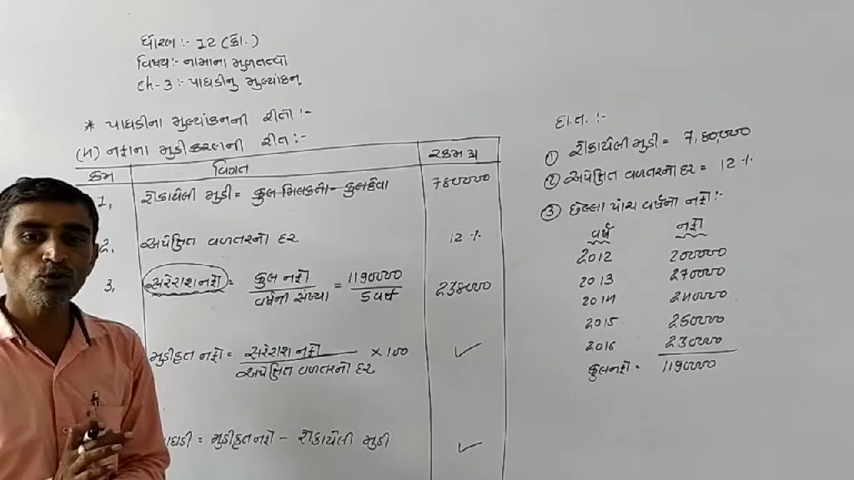 ધોરણ :- 12 (કો.)
વિષય :- નામાના મૂળતત્વો
Ch-3 :- પાઘડીનુ મુલ્યાંકન
* પાઘડીના મુલ્યાંકનની રીતો :-
નફાના મુડીકરણની રીત :-
ક્રમ વિગત રકમ રૂ
1, રોકાયેલી મુડી = કુલ મિલકતો - કુલ દેવા 7800000
2, અપેક્ષિત વળતરનો દર 12 %
3, સરેરાશ નફો = કુલ નફો / વર્ષની સંખ્યા = 1190000 / 5 વર્ષ 238000
મુડીકૃત નફો = સરેરાશ નફો / અપેક્ષિત વળતરનો દર × 100 ✓
પાઘડી = મુડીકૃત નફો - રોકાયેલી મુડી ✓
દા.ત. :-
① રોકાયેલી મુડી = 7,80,0000
② અપેક્ષિત વળતરનો દર = 12 %
③ છેલ્લા પાંચ વર્ષનો નફો :-
વર્ષ નફો
2012 200000
2013 270000
2014 240000
2015 250000
2016 230000
કુલ નફો = 1190000